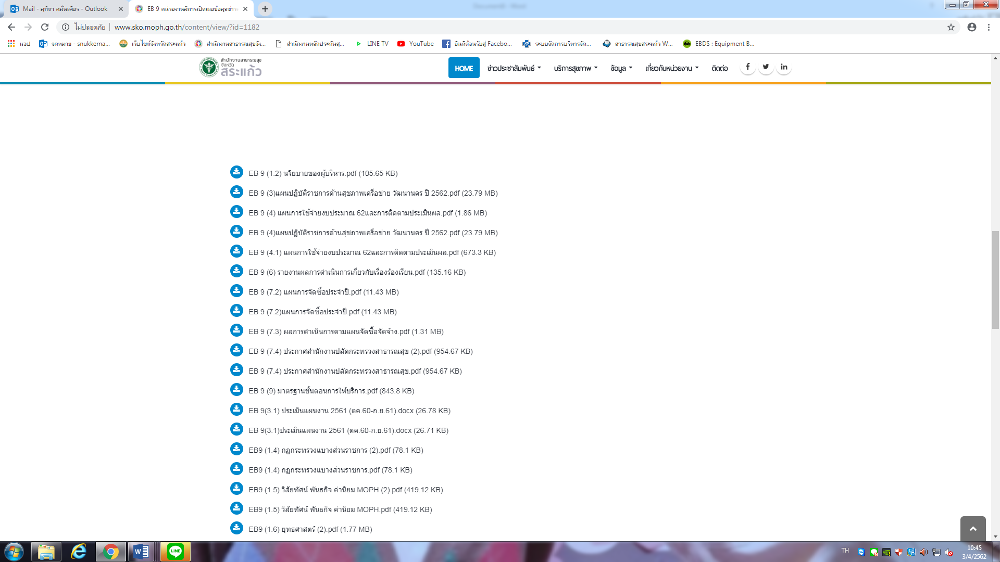 Mail - มุทิตา หมันเพียร - Outlook
EB 9 หน่วยงานมีการเปิดเผยข้อมูลข่าว
ไม่ปลอดภัย | www.sko.moph.go.th/content/view/?id=1182
แอป
จดหมาย - snukkerna...
เว็บไซต์จังหวัดสระแก้ว
สำนักงานสาธารณสุขจัง...
สำนักงานหลักประกันสุ...
LINE TV
YouTube
ยินดีต้อนรับสู่ Facebo...
ระบบจัดการบริหารจัด...
สาธารณสุขสระแก้ว W...
EBDS : Equipment B...
สำนักงานสาธารณสุข
จังหวัด
สระแก้ว
HOME
ข่าวประชาสัมพันธ์
บริการสุขภาพ
ข้อมูล
เกี่ยวกับหน่วยงาน
ติดต่อ
EB 9 (1.2) นโยบายของผู้บริหาร.pdf (105.65 KB)
EB 9 (3)แผนปฏิบัติราชการด้านสุขภาพเครือข่าย วัฒนานคร ปี 2562.pdf (23.79 MB)
EB 9 (4) แผนการใช้จ่ายงบประมาณ 62และการติดตามประเมินผล.pdf (1.86 MB)
EB 9 (4)แผนปฏิบัติราชการด้านสุขภาพเครือข่าย วัฒนานคร ปี 2562.pdf (23.79 MB)
EB 9 (4.1) แผนการใช้จ่ายงบประมาณ 62และการติดตามประเมินผล.pdf (673.3 KB)
EB 9 (6) รายงานผลการดำเนินการเกี่ยวกับเรื่องร้องเรียน.pdf (135.16 KB)
EB 9 (7.2) แผนการจัดซื้อประจำปี.pdf (11.43 MB)
EB 9 (7.2)แผนการจัดซื้อประจำปี.pdf (11.43 MB)
EB 9 (7.3) ผลการดำเนินการตามแผนจัดซื้อจัดจ้าง.pdf (1.31 MB)
EB 9 (7.4) ประกาศสำนักงานปลัดกระทรวงสาธารณสุข (2).pdf (954.67 KB)
EB 9 (7.4) ประกาศสำนักงานปลัดกระทรวงสาธารณสุข.pdf (954.67 KB)
EB 9 (9) มาตรฐานขั้นตอนการให้บริการ.pdf (843.8 KB)
EB 9(3.1) ประเมินแผนงาน 2561 (ตค.60-ก.ย.61).docx (26.78 KB)
EB 9(3.1)ประเมินแผนงาน 2561 (ตค.60-ก.ย.61).docx (26.71 KB)
EB9 (1.4) กฏกระทรวงแบางส่วนราชการ (2).pdf (78.1 KB)
EB9 (1.4) กฏกระทรวงแบางส่วนราชการ.pdf (78.1 KB)
EB9 (1.5) วิสัยทัศน์ พันธกิจ ค่านิยม MOPH (2).pdf (419.12 KB)
EB9 (1.5) วิสัยทัศน์ พันธกิจ ค่านิยม MOPH.pdf (419.12 KB)
EB9 (1.6) ยุทธศาสตร์ (2).pdf (1.77 MB)
LINE
TH
10:45
3/4/2562